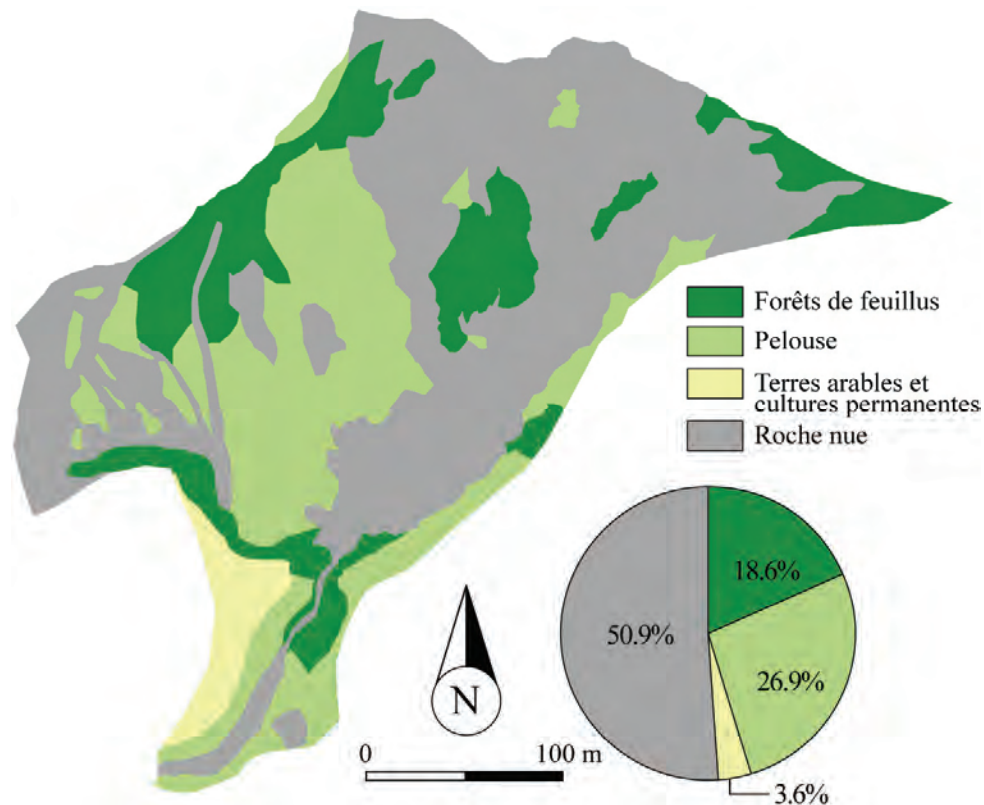 Forêts de feuillus
Pelouse
Terres arables et
cultures permanentes
Roche nue
18.6%
50.9%
26.9%
3.6%
N
0 100 m